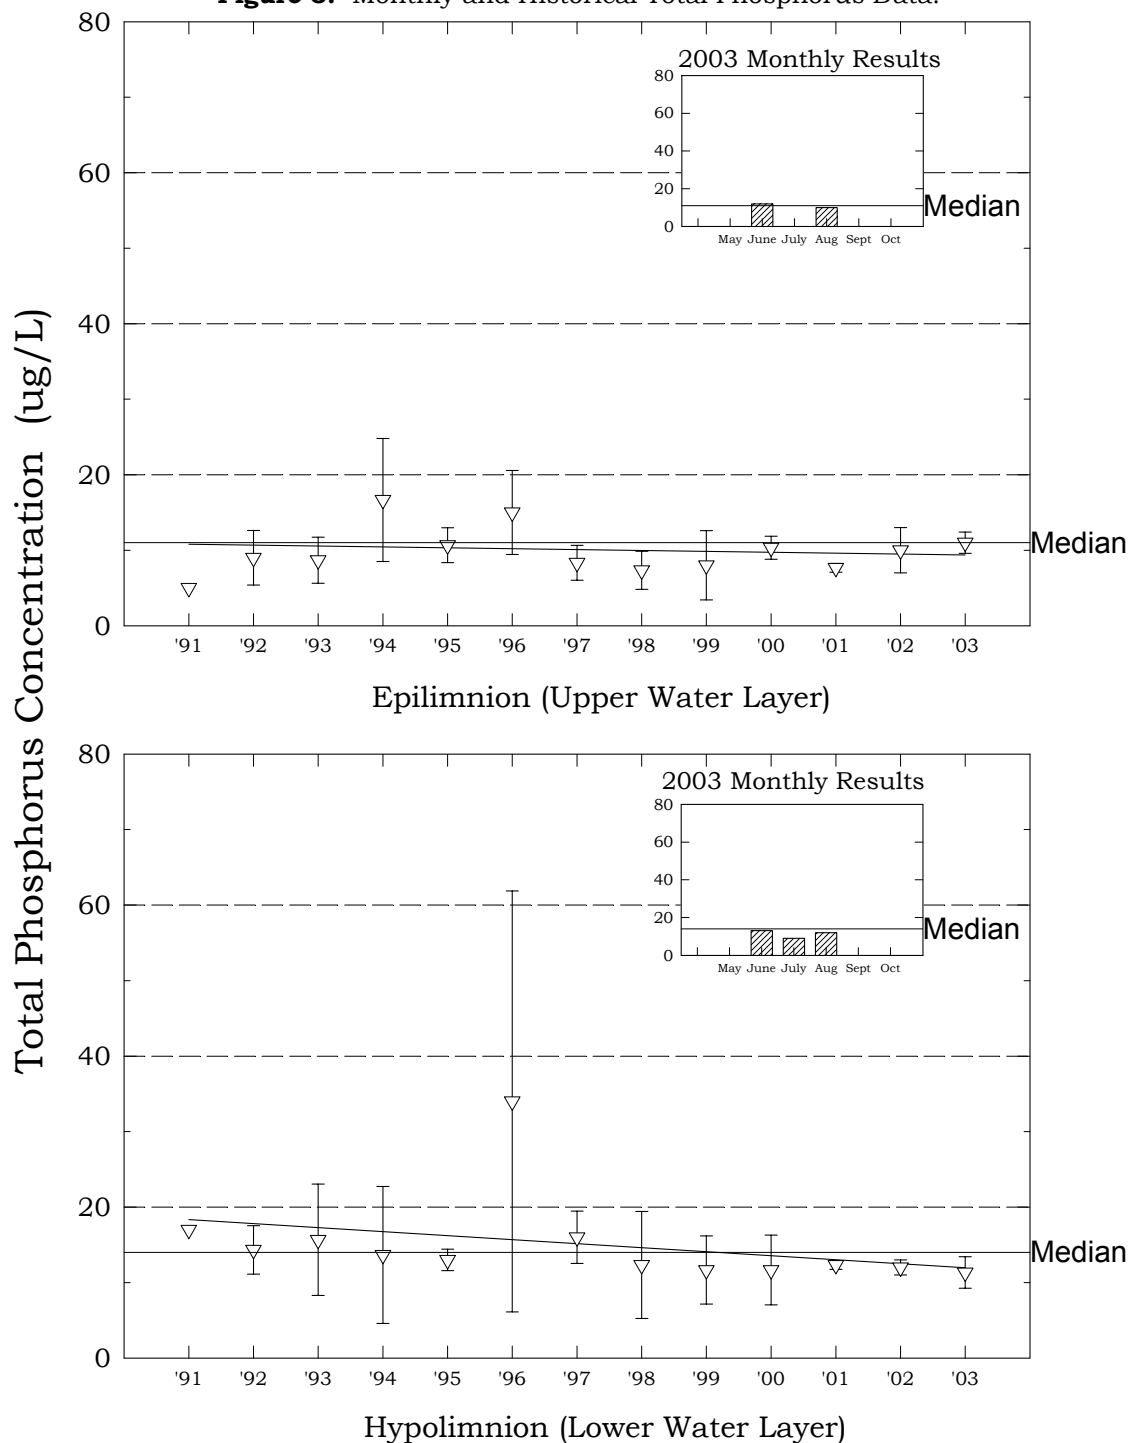 Figure 8. Monthly and Historical Total Phosphorus Data.
Total Phosphorus Concentration (ug/L)
80
60
40
20
0
2003 Monthly Results
80
60
40
20
0
May June July Aug Sept Oct
Median
Median
'91 '92 '93 '94 '95 '96 '97 '98 '99 '00 '01 '02 '03
Epilimnion (Upper Water Layer)
80
60
40
20
0
2003 Monthly Results
80
60
40
20
0
May June July Aug Sept Oct
Median
Median
'91 '92 '93 '94 '95 '96 '97 '98 '99 '00 '01 '02 '03
Hypolimnion (Lower Water Layer)